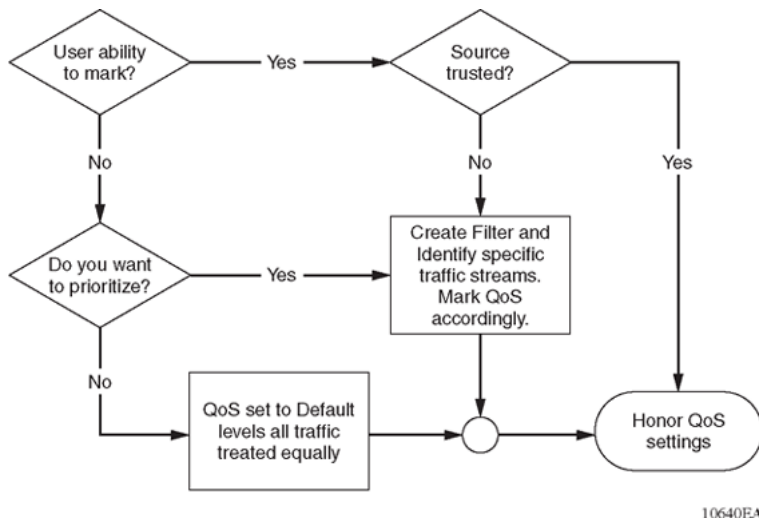 User ability
to mark?
Yes
Source
trusted?
No
No
Yes
Do you want
to prioritize?
Yes
Create Filter and
Identify specific
traffic streams.
Mark QoS
accordingly.
No
QoS set to Default
levels all traffic
treated equally
Honor QoS
settings
10640EA